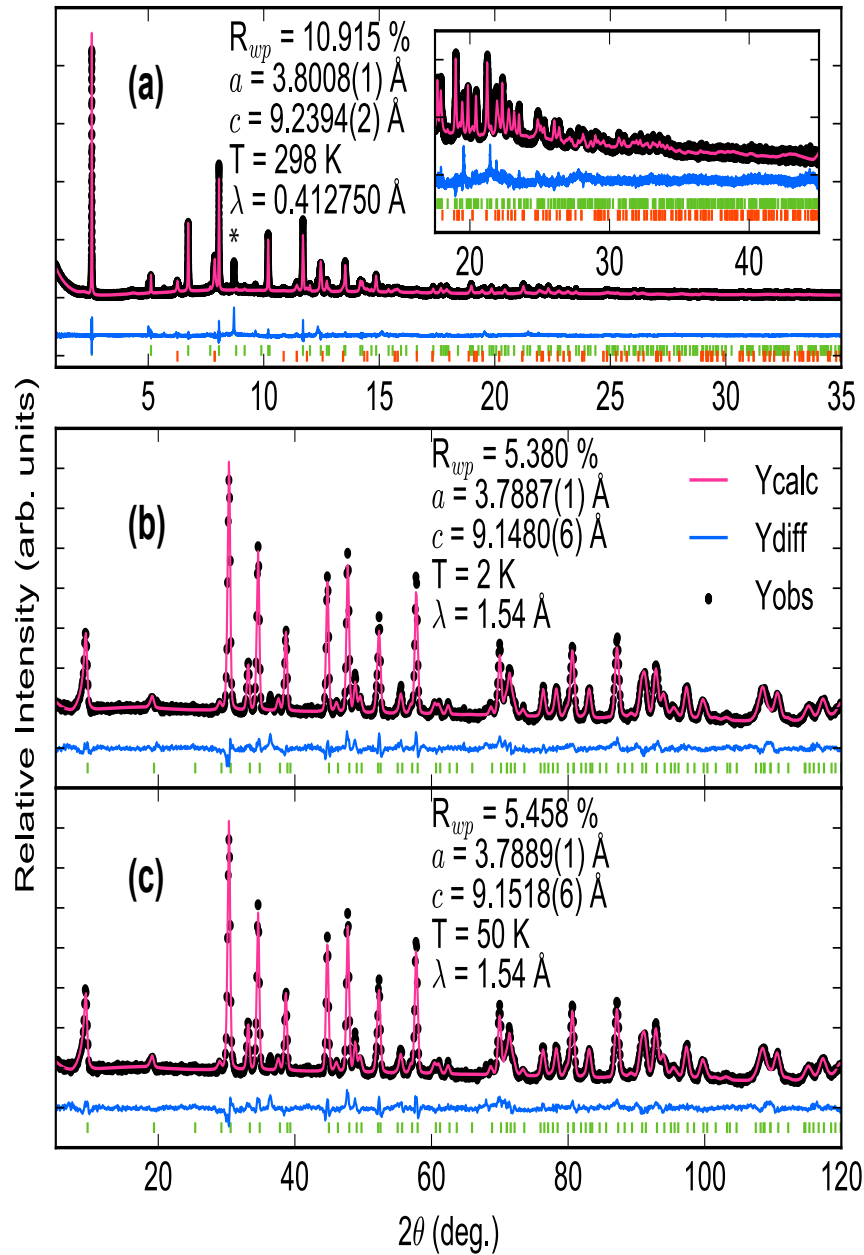 (a)
R_wp = 10.915 %
a = 3.8008(1) Å
c = 9.2394(2) Å
T = 298 K
λ = 0.412750 Å
*
20 30 40
5 10 15 20 25 30 35
Relative Intensity (arb. units)
(b)
R_wp = 5.380 %
a = 3.7887(1) Å
c = 9.1480(6) Å
T = 2 K
λ = 1.54 Å
Ycalc
Ydiff
Yobs
(c)
R_wp = 5.458 %
a = 3.7889(1) Å
c = 9.1518(6) Å
T = 50 K
λ = 1.54 Å
20 40 60 80 100 120
2θ (deg.)